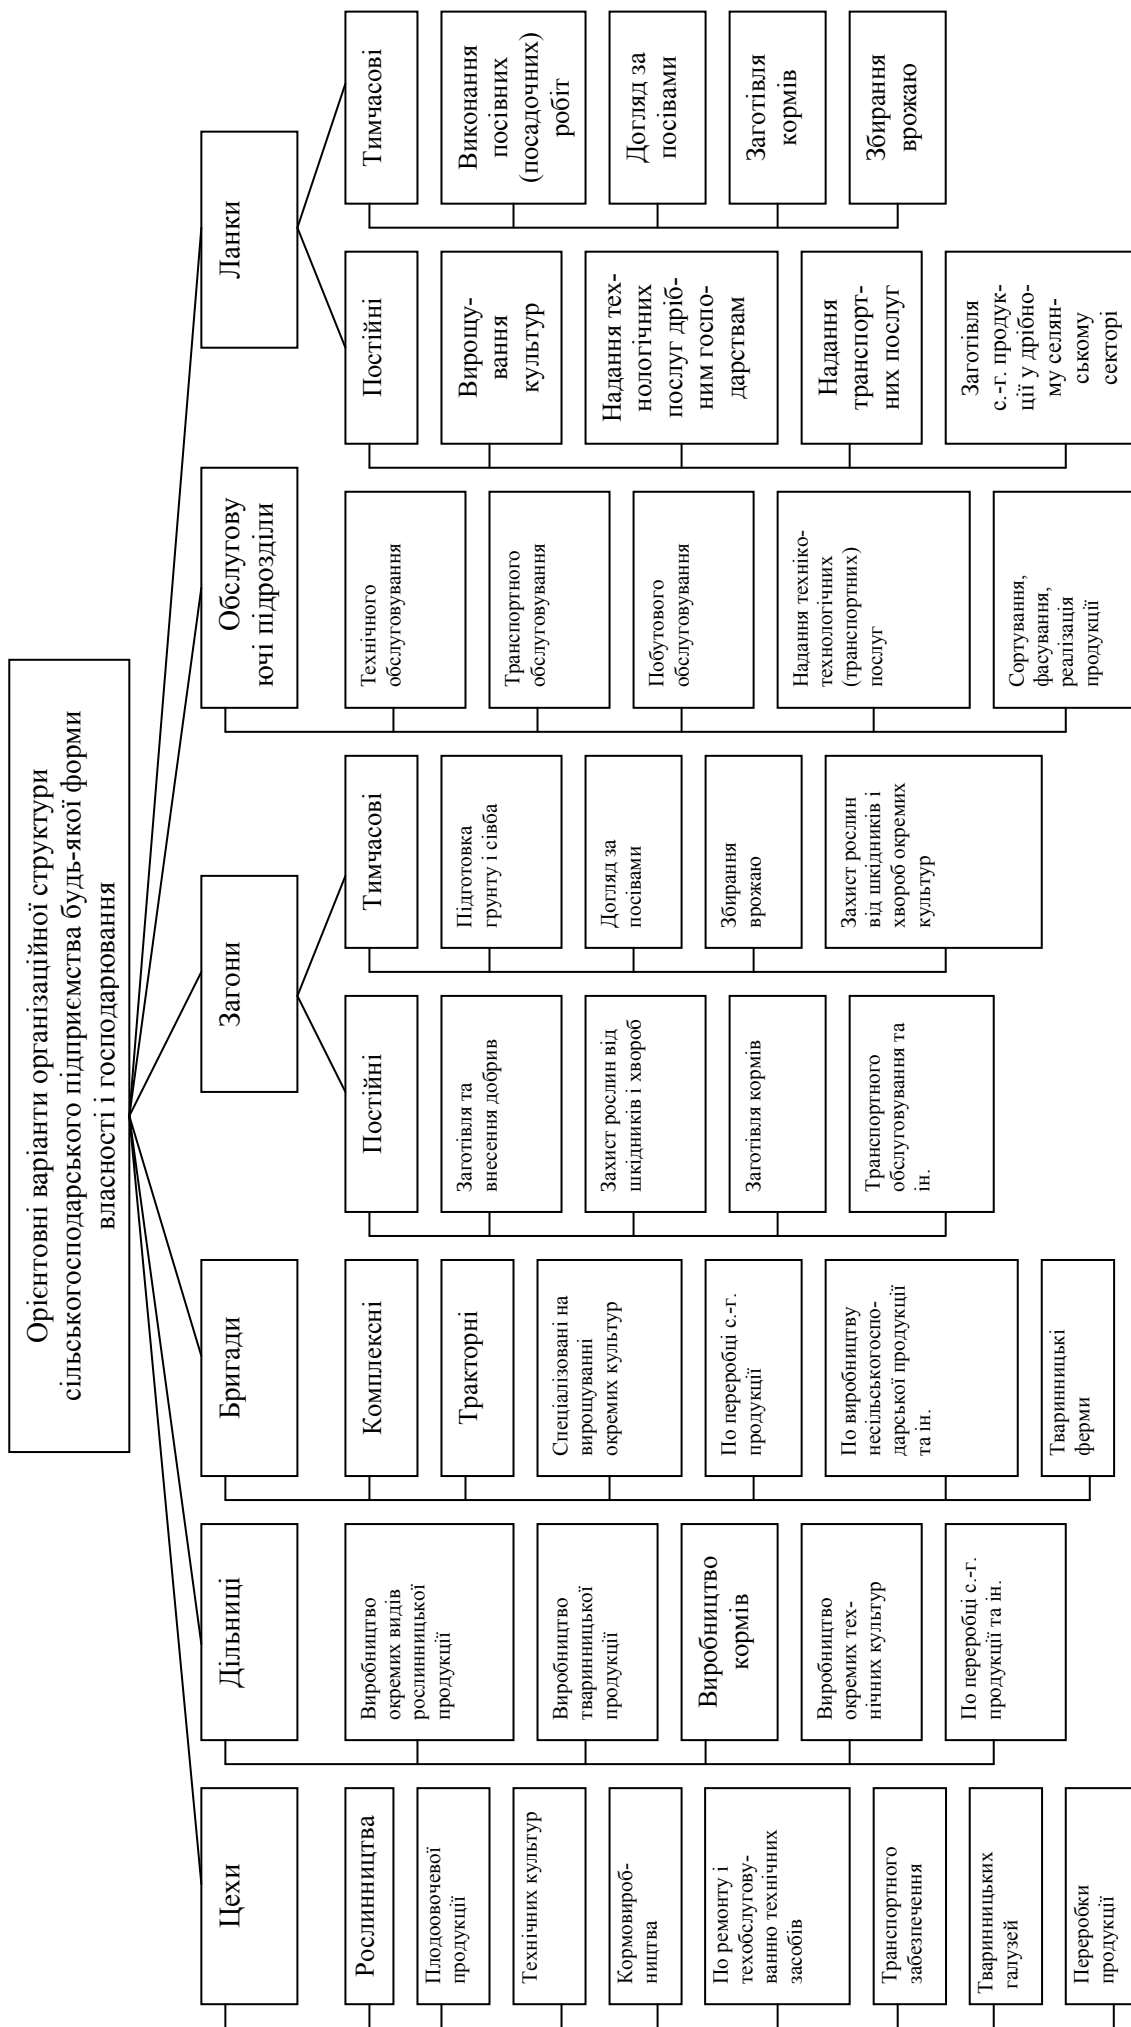 Орієнтовні варіанти організаційної структури
сільськогосподарського підприємства будь-якої форми
власності і господарювання
Цехи
Рослинництва
Плодоовочевої
продукції
Технічних культур
Кормовироб-
ництва
По ремонту і
техобслугову-
ванню технічних
засобів
Транспортного
забезпечення
Тваринницьких
галузей
Переробки
продукції
Дільниці
Виробництво
окремих видів
рослинницької
продукції
Виробництво
тваринницької
продукції
Виробництво
кормів
Виробництво
окремих тех-
нічних культур
По переробці с.-г.
продукції та ін.
Бригади
Комплексні
Тракторні
Спеціалізовані на
вирощуванні
окремих культур
По переробці с.-г.
продукції
По виробництву
несільськогоспо-
дарської продукції
та ін.
Тваринницькі
ферми
Загони
Постійні
Заготівля та
внесення добрив
Захист рослин від
шкідників і хвороб
Заготівля кормів
Транспортного
обслуговування та
ін.
Тимчасові
Підготовка
грунту і сівба
Догляд за
посівами
Збирання
врожаю
Захист рослин
від шкідників і
хвороб окремих
культур
Обслугову
ючі підрозділи
Технічного
обслуговування
Транспортного
обслуговування
Побутового
обслуговування
Надання техніко-
технологічних
(транспортних)
послуг
Сортування,
фасування,
реалізація
продукції
Ланки
Постійні
Вирощу-
вання
культур
Надання тех-
нологічних
послуг дріб-
ним госпо-
дарствам
Надання
транспорт-
них послуг
Заготівля
с.-г. продук-
ції у дрібно-
му селян-
ському
секторі
Тимчасові
Виконання
посівних
(посадочних)
робіт
Догляд за
посівами
Заготівля
кормів
Збирання
врожаю